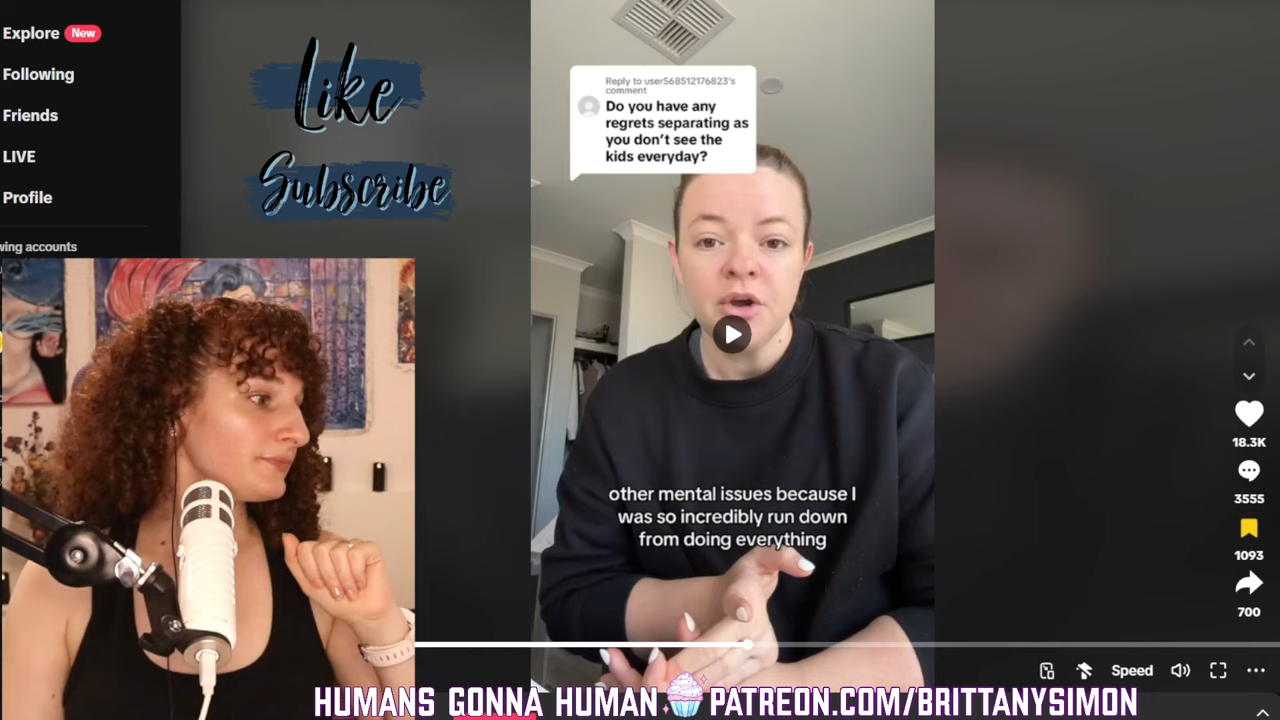 Explore New
Following
Friends
LIVE
Profile
wing accounts
Like
Subscribe
Reply to user568512176823's
comment
Do you have any
regrets separating as
you don't see the
kids everyday?
other mental issues because I
was so incredibly run down
from doing everything
18.3K
3555
1093
700
Speed
HUMANS GONNA HUMAN PATREON.COM/BRITTANYSIMON